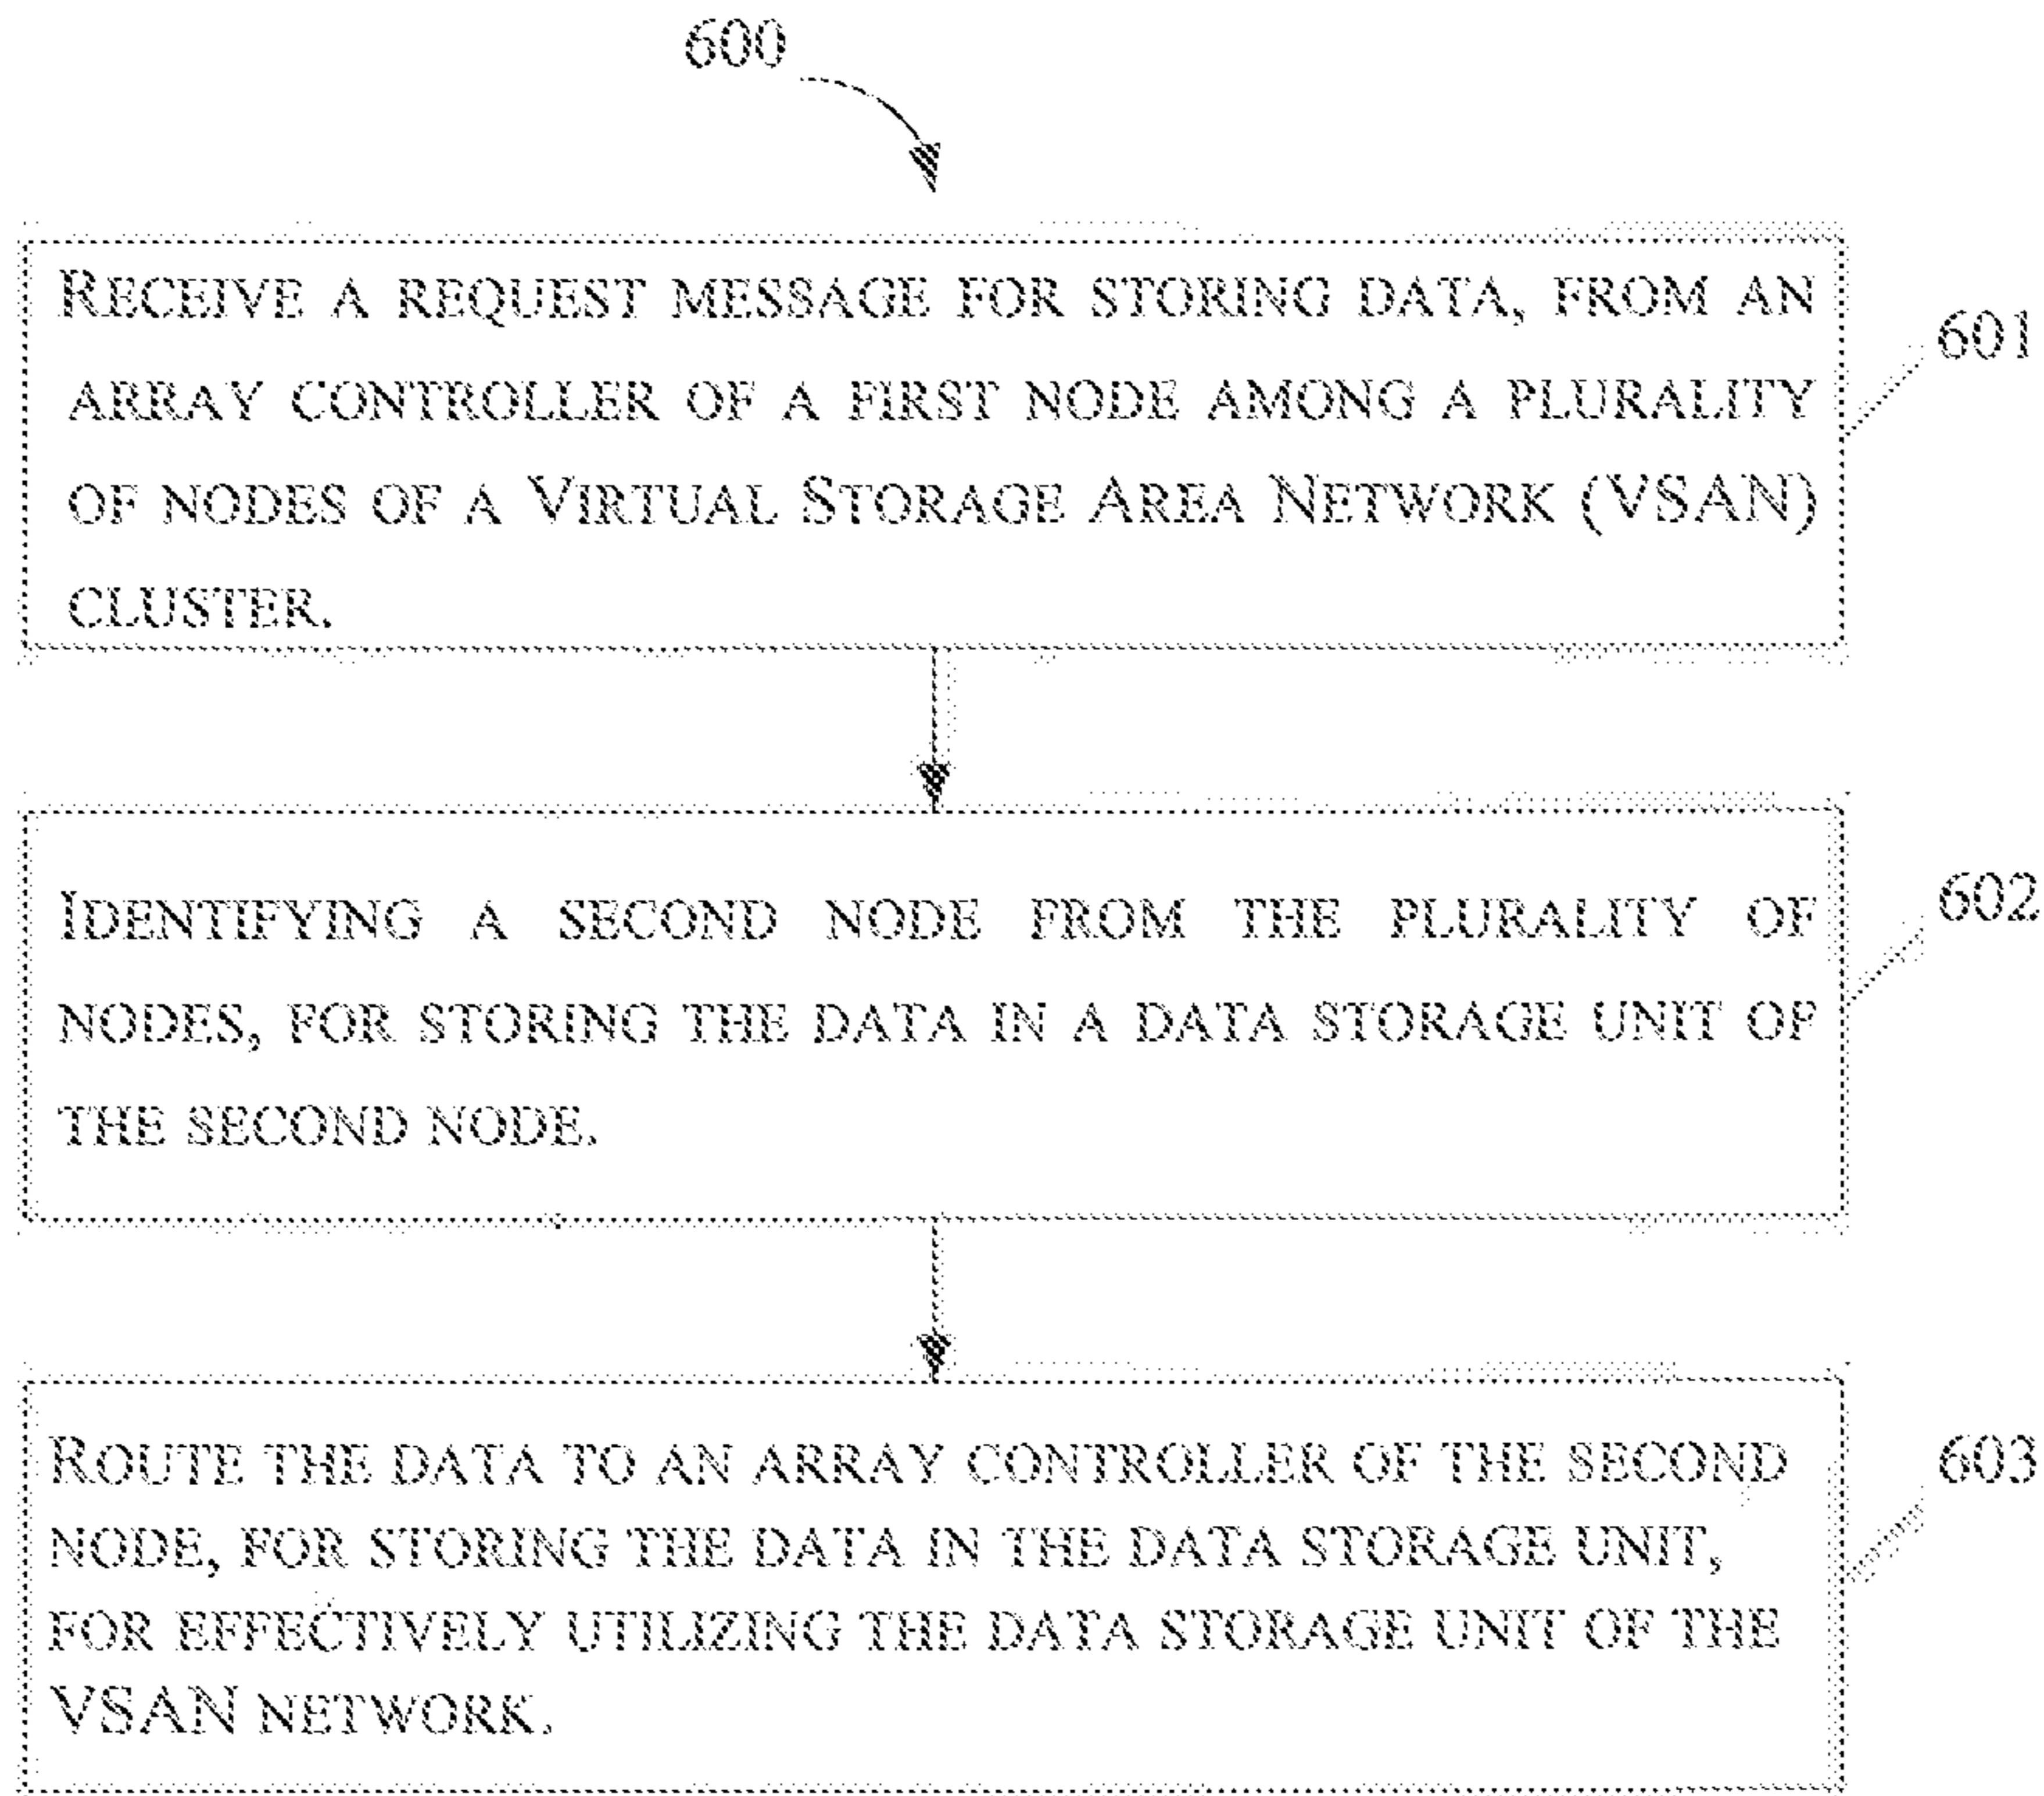 600
RECEIVE A REQUEST MESSAGE FOR STORING DATA, FROM AN
ARRAY CONTROLLER OF A FIRST NODE AMONG A PLURALITY
OF NODES OF A VIRTUAL STORAGE AREA NETWORK (VSAN)
CLUSTER.
601
IDENTIFYING A SECOND NODE FROM THE PLURALITY OF
NODES, FOR STORING THE DATA IN A DATA STORAGE UNIT OF
THE SECOND NODE.
602
ROUTE THE DATA TO AN ARRAY CONTROLLER OF THE SECOND
NODE, FOR STORING THE DATA IN THE DATA STORAGE UNIT,
FOR EFFECTIVELY UTILIZING THE DATA STORAGE UNIT OF THE
VSAN NETWORK.
603